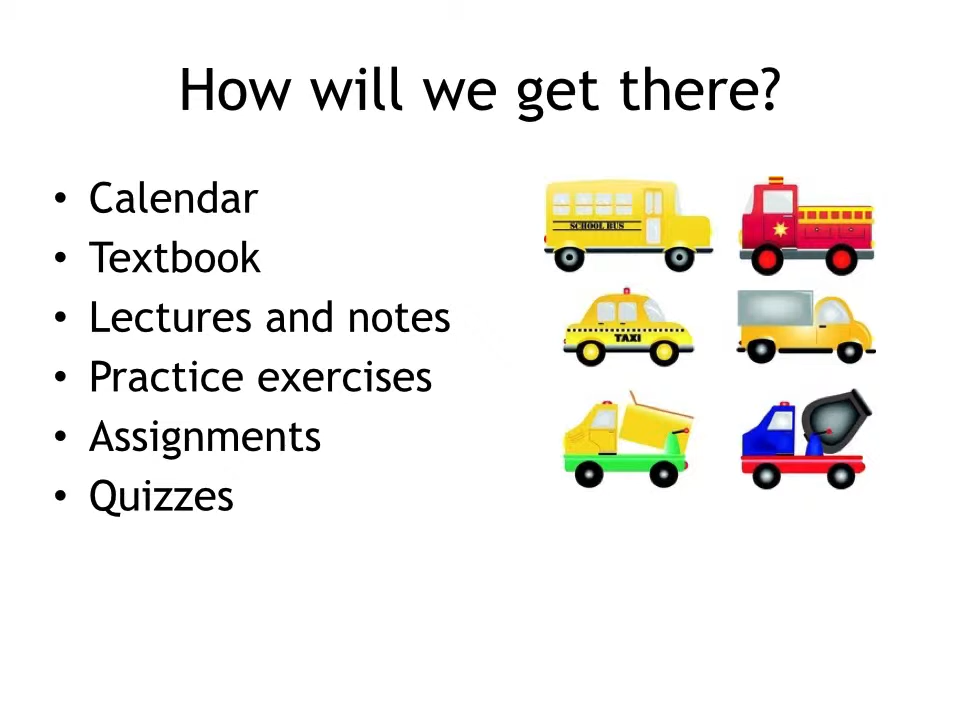 How will we get there?
• Calendar
• Textbook
• Lectures and notes
• Practice exercises
• Assignments
• Quizzes
SCHOOL BUS
TAXI